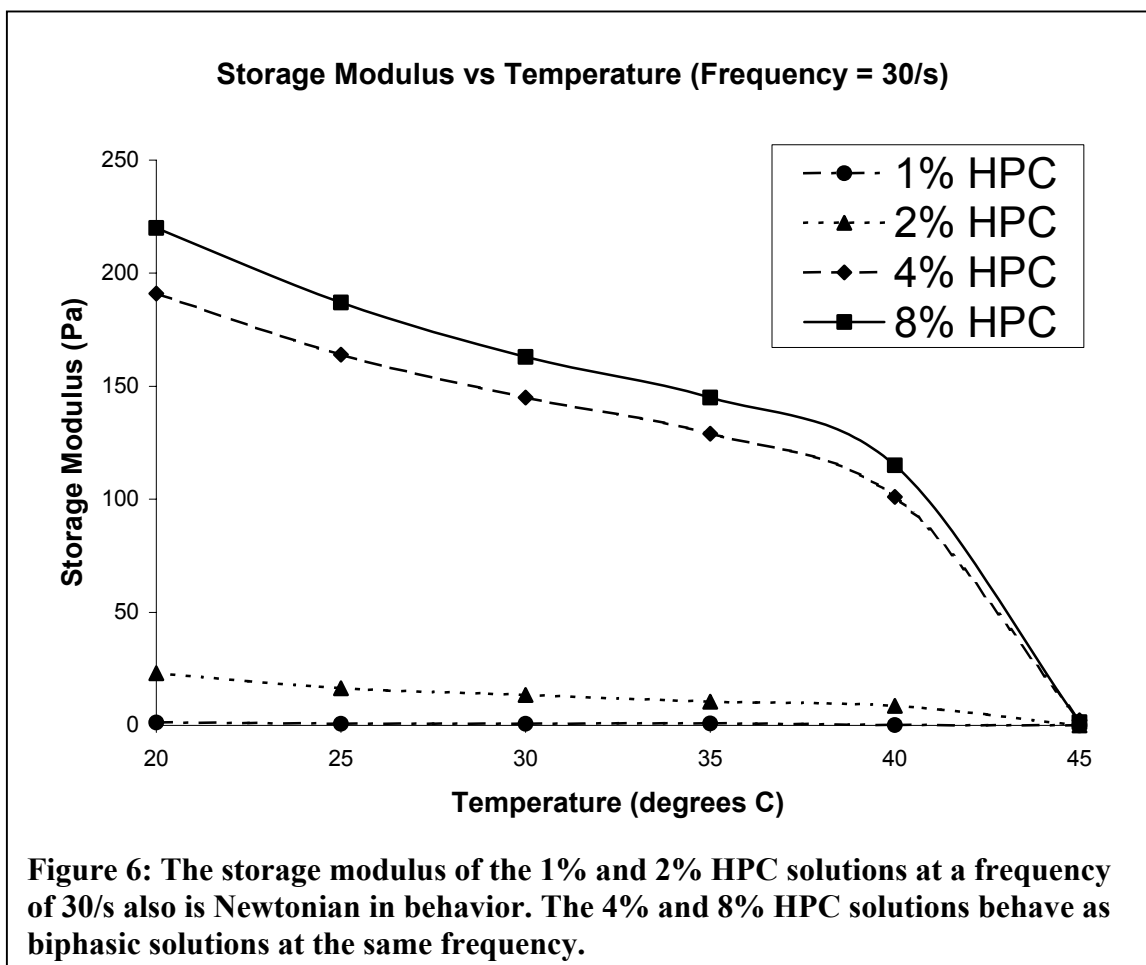 Storage Modulus vs Temperature (Frequency = 30/s)
250
200
150
100
50
0
Storage Modulus (Pa)
1% HPC
2% HPC
4% HPC
8% HPC
20 25 30 35 40 45
Temperature (degrees C)
Figure 6: The storage modulus of the 1% and 2% HPC solutions at a frequency
of 30/s also is Newtonian in behavior. The 4% and 8% HPC solutions behave as
biphasic solutions at the same frequency.